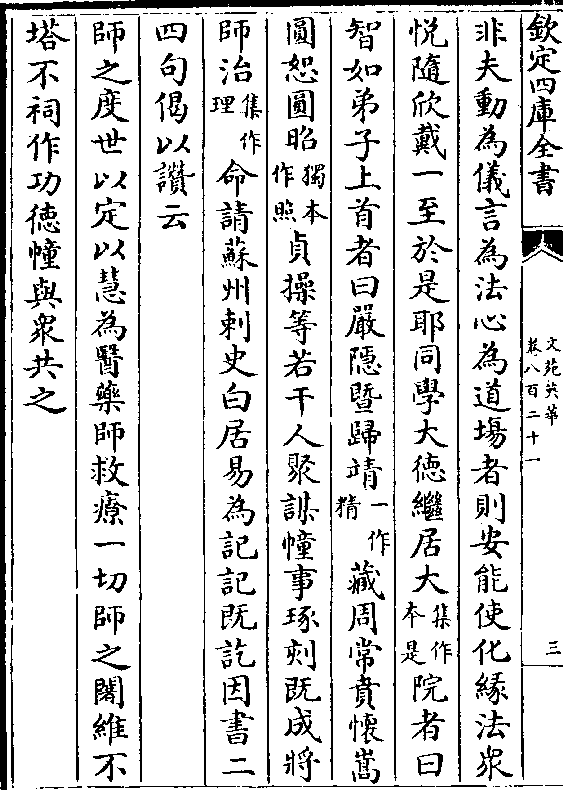 欽定四庫全書
文苑英華
卷八百二十一
三
非夫動為儀言為法心為道塲者則安能使化緣法衆
悦隨欣戴一至於是耶同學大德繼居大集作本是院者曰
智如弟子上首者曰嚴隠暨歸靖一作精藏周常賁懷嵩
圓恕圓昭獨本作照貞操等若干人聚謀幢事琢刻既成將
師治集作理命請蘇州刺史白居易為記記既訖因書二
四句偈以讚云
師之度世以定以慧為醫藥師救療一切師之闍維不
塔不祠作功徳幢與衆共之